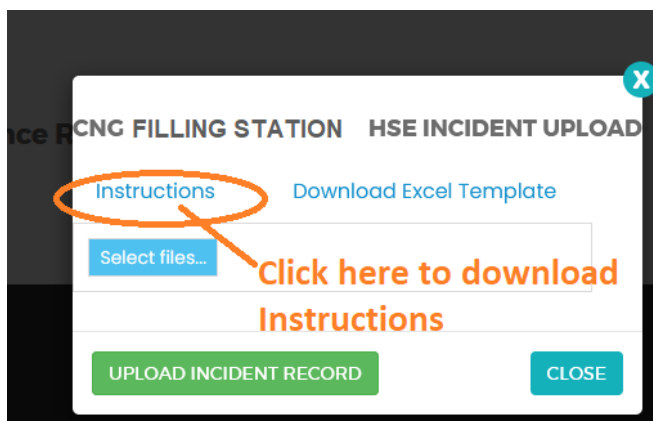 X
nce R
CNG FILLING STATION HSE INCIDENT UPLOAD
Instructions Download Excel Template
Select files...
Click here to download
Instructions
UPLOAD INCIDENT RECORD CLOSE